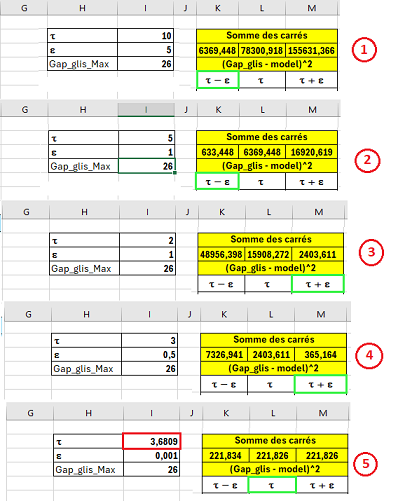 G H I J K L M
τ 10 Somme des carrés
ε 5 6369,448 78300,918 155631,366
Gap_glis_Max 26 (Gap_glis - model)^2
τ − ε τ τ + ε
1
G H I J K L M
τ 5 Somme des carrés
ε 1 633,448 6369,448 16920,619
Gap_glis_Max 26 (Gap_glis - model)^2
τ − ε τ τ + ε
2
G H I J K L M
τ 2 Somme des carrés
ε 1 48956,398 15908,272 2403,611
Gap_glis_Max 26 (Gap_glis - model)^2
τ − ε τ τ + ε
3
G H I J K L M
τ 3 Somme des carrés
ε 0,5 7326,941 2403,611 365,164
Gap_glis_Max 26 (Gap_glis - model)^2
τ − ε τ τ + ε
4
G H I J K L M
τ 3,6809 Somme des carrés
ε 0,001 221,834 221,826 221,826
Gap_glis_Max 26 (Gap_glis - model)^2
τ − ε τ τ + ε
5